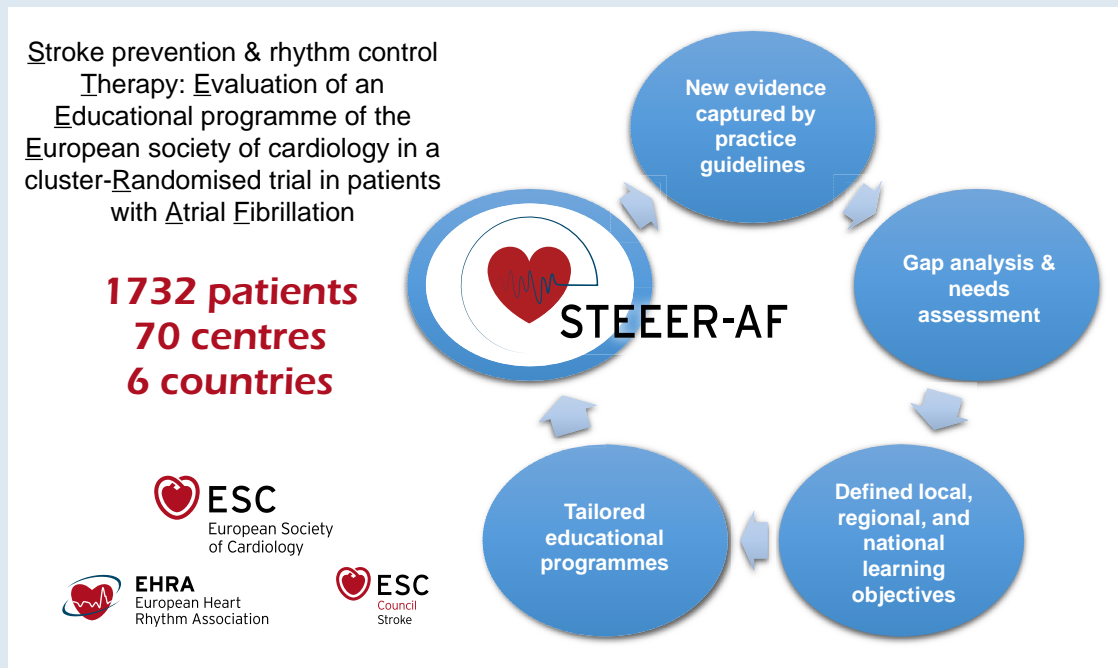 Stroke prevention & rhythm control
Therapy: Evaluation of an
Educational programme of the
European society of cardiology in a
cluster-Randomised trial in patients
with Atrial Fibrillation
1732 patients
70 centres
6 countries
ESC
European Society
of Cardiology
EHRA
European Heart
Rhythm Association
ESC
Council
Stroke
New evidence
captured by
practice
guidelines
Gap analysis &
needs
assessment
Defined local,
regional, and
national
learning
objectives
Tailored
educational
programmes
STEEER-AF